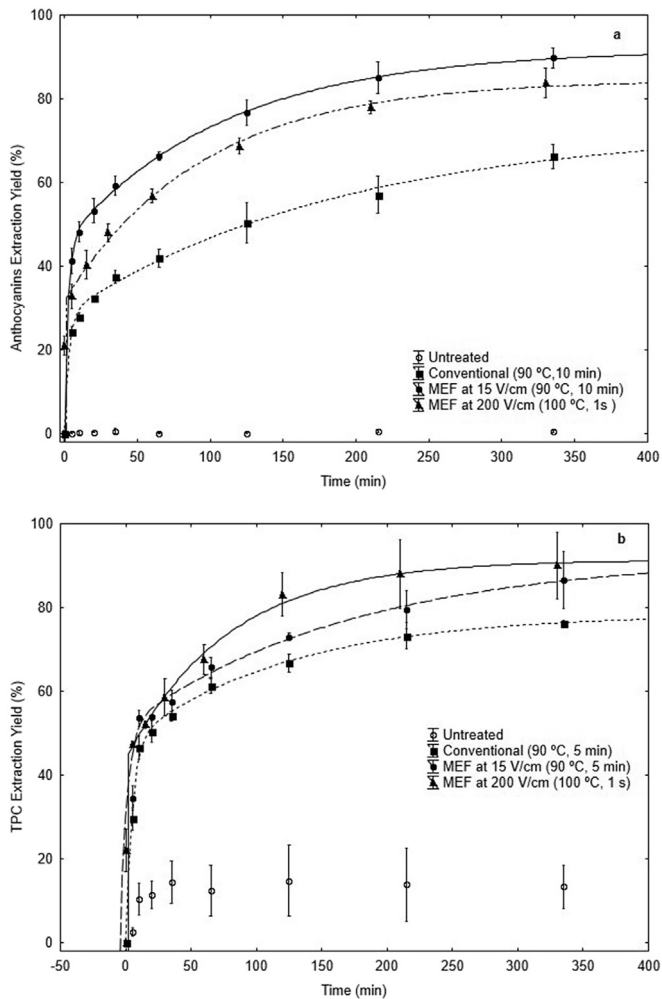 a
100
80
60
40
20
0
Anthocyanins Extraction Yield (%)
Untreated
Conventional (90 ºC,10 min)
MEF at 15 V/cm (90 ºC, 10 min)
MEF at 200 V/cm (100 ºC, 1s )
0 50 100 150 200 250 300 350 400
Time (min)
b
100
80
60
40
20
0
TPC Extraction Yield (%)
Untreated
Conventional (90 ºC, 5 min)
MEF at 15 V/cm (90 ºC, 5 min)
MEF at 200 V/cm (100 ºC, 1 s)
-50 0 50 100 150 200 250 300 350 400
Time (min)